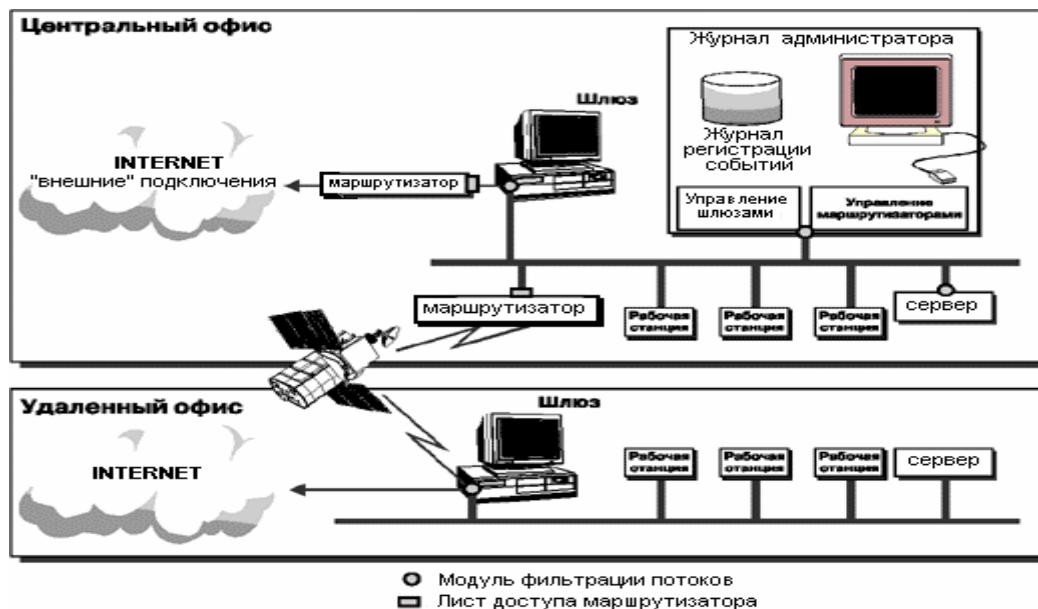 Центральный офис
Журнал администратора
Шлюз
Журнал
регистрации
событий
INTERNET
"внешние" подключения
маршрутизатор
Управление
шлюзами
Управление
маршрутизаторами
маршрутизатор
Рабочая
станция
Рабочая
станция
Рабочая
станция
сервер
Удаленный офис
Шлюз
INTERNET
Рабочая
станция
Рабочая
станция
Рабочая
станция
сервер
Модуль фильтрации потоков
Лист доступа маршрутизатора